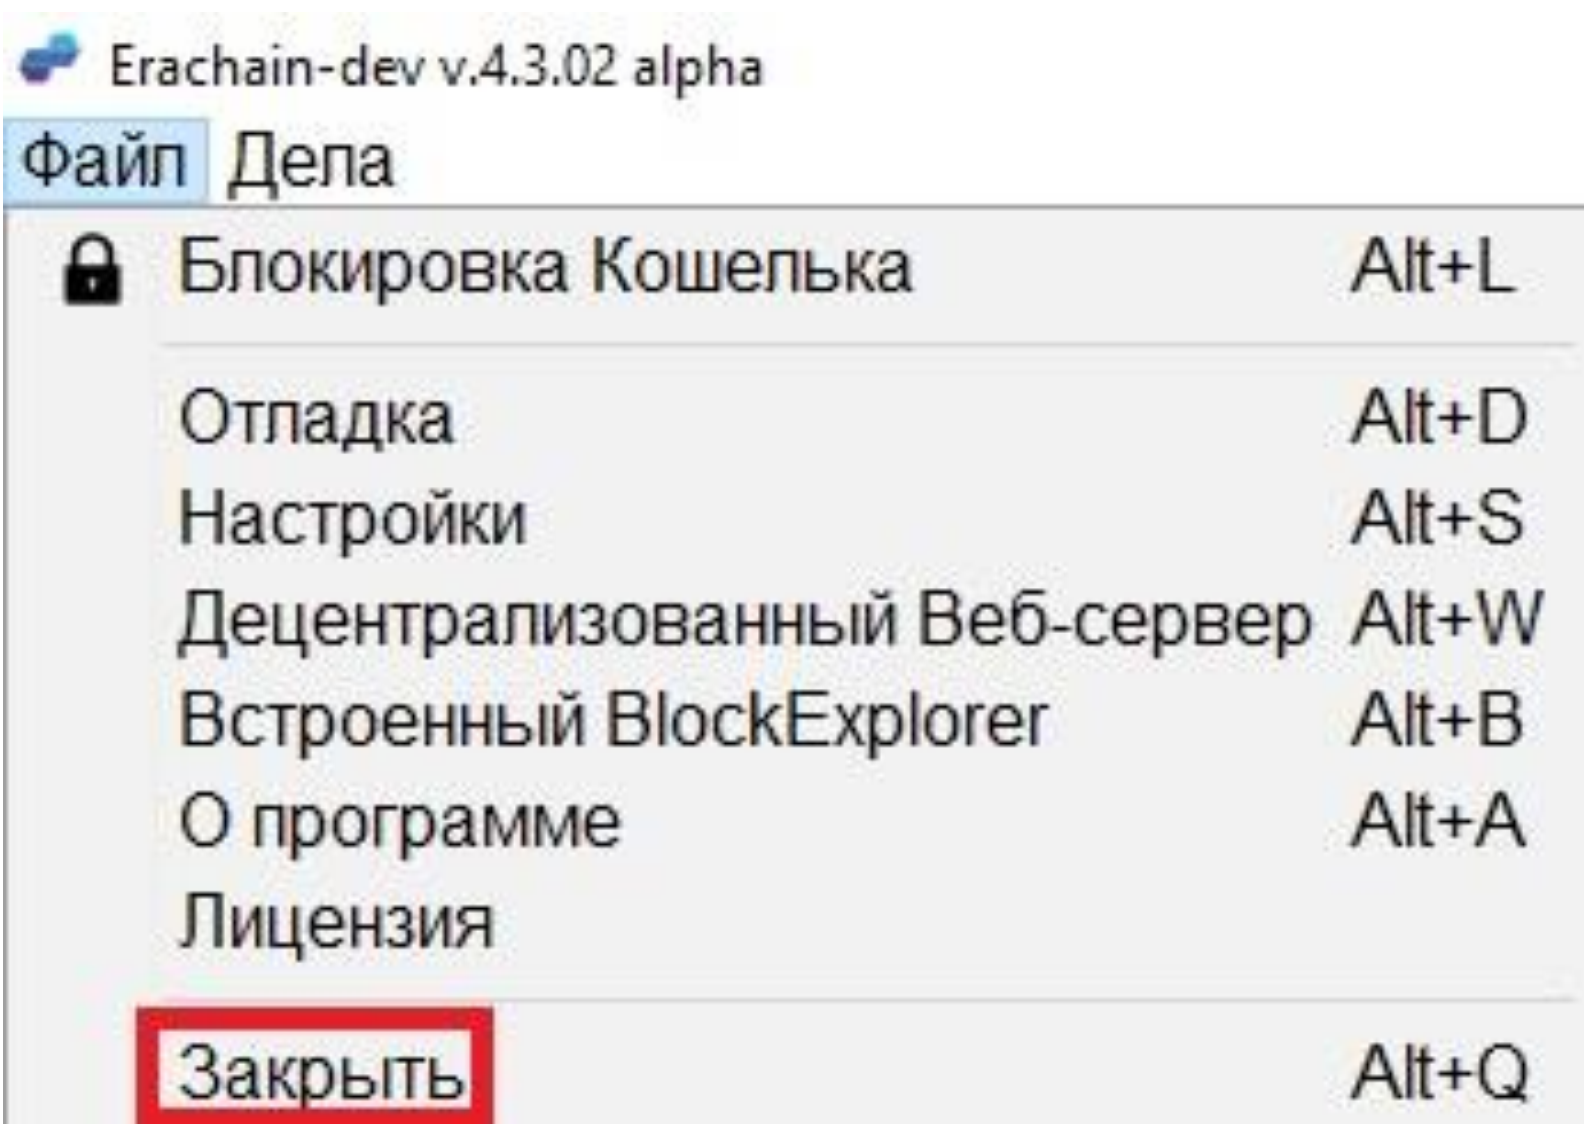 Erachain-dev v.4.3.02 alpha
Файл Дела
Блокировка Кошелька Alt+L
Отладка Alt+D
Настройки Alt+S
Децентрализованный Веб-сервер Alt+W
Встроенный BlockExplorer Alt+B
О программе Alt+A
Лицензия
Закрыть Alt+Q